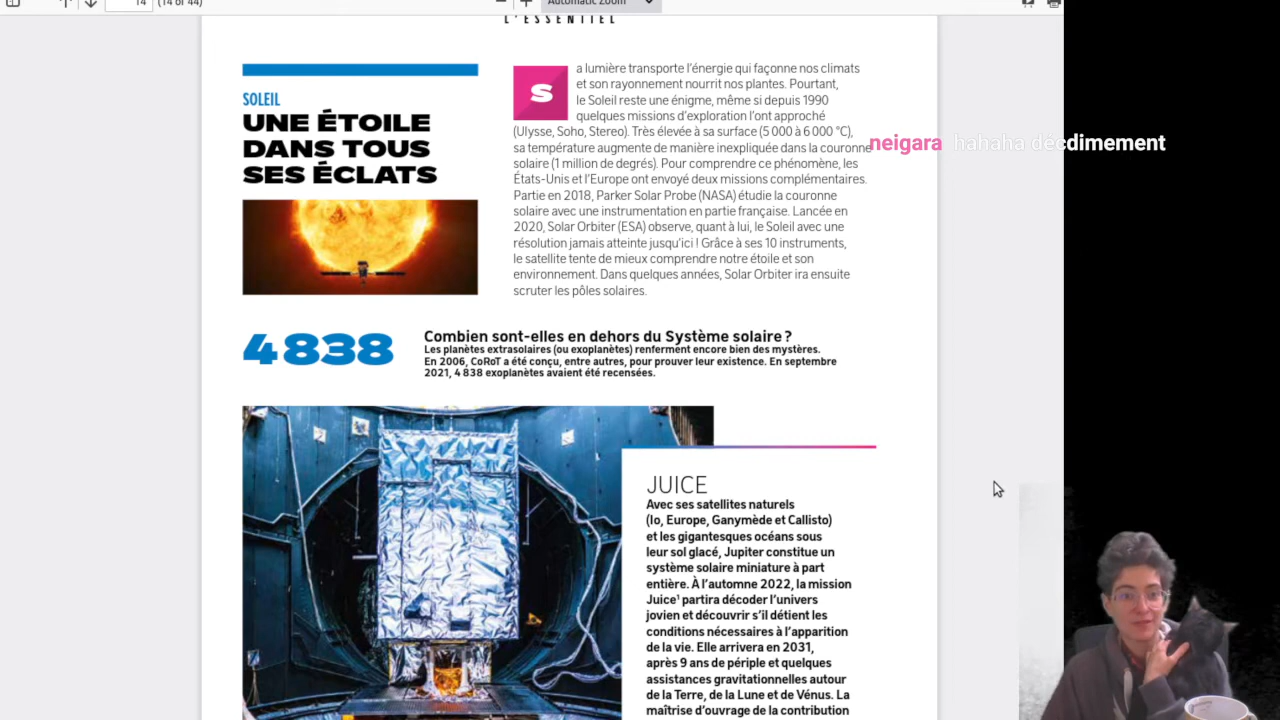 14
(14 of 44)
Automatic Zoom
L'ESSENTIEL
SOLEIL
UNE ÉTOILE
DANS TOUS
SES ÉCLATS
S
a lumière transporte l'énergie qui façonne nos climats
et son rayonnement nourrit nos plantes. Pourtant,
le Soleil reste une énigme, même si depuis 1990
quelques missions d'exploration l'ont approché
(Ulysse, Soho, Stereo). Très élevée à sa surface (5 000 à 6 000 °C),
sa température augmente de manière inexpliquée dans la couronne
solaire (1 million de degrés). Pour comprendre ce phénomène, les
États-Unis et l'Europe ont envoyé deux missions complémentaires.
Partie en 2018, Parker Solar Probe (NASA) étudie la couronne
solaire avec une instrumentation en partie française. Lancée en
2020, Solar Orbiter (ESA) observe, quant à lui, le Soleil avec une
résolution jamais atteinte jusqu'ici ! Grâce à ses 10 instruments,
le satellite tente de mieux comprendre notre étoile et son
environnement. Dans quelques années, Solar Orbiter ira ensuite
scruter les pôles solaires.
neigara hahaha décdimement
4 838
Combien sont-elles en dehors du Système solaire ?
Les planètes extrasolaires (ou exoplanètes) renferment encore bien des mystères.
En 2006, CoRoT a été conçu, entre autres, pour prouver leur existence. En septembre
2021, 4 838 exoplanètes avaient été recensées.
JUICE
Avec ses satellites naturels
(Io, Europe, Ganymède et Callisto)
et les gigantesques océans sous
leur sol glacé, Jupiter constitue un
système solaire miniature à part
entière. À l'automne 2022, la mission
Juice¹ partira décoder l'univers
jovien et découvrir s'il détient les
conditions nécessaires à l'apparition
de la vie. Elle arrivera en 2031,
après 9 ans de périple et quelques
assistances gravitationnelles autour
de la Terre, de la Lune et de Vénus. La
maîtrise d'ouvrage de la contribution